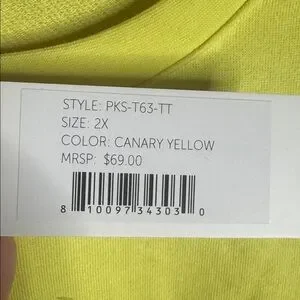 STYLE: PKS-T63-TT
SIZE: 2X
COLOR: CANARY YELLOW
MRSP: $69.00
8 10097 34303 0